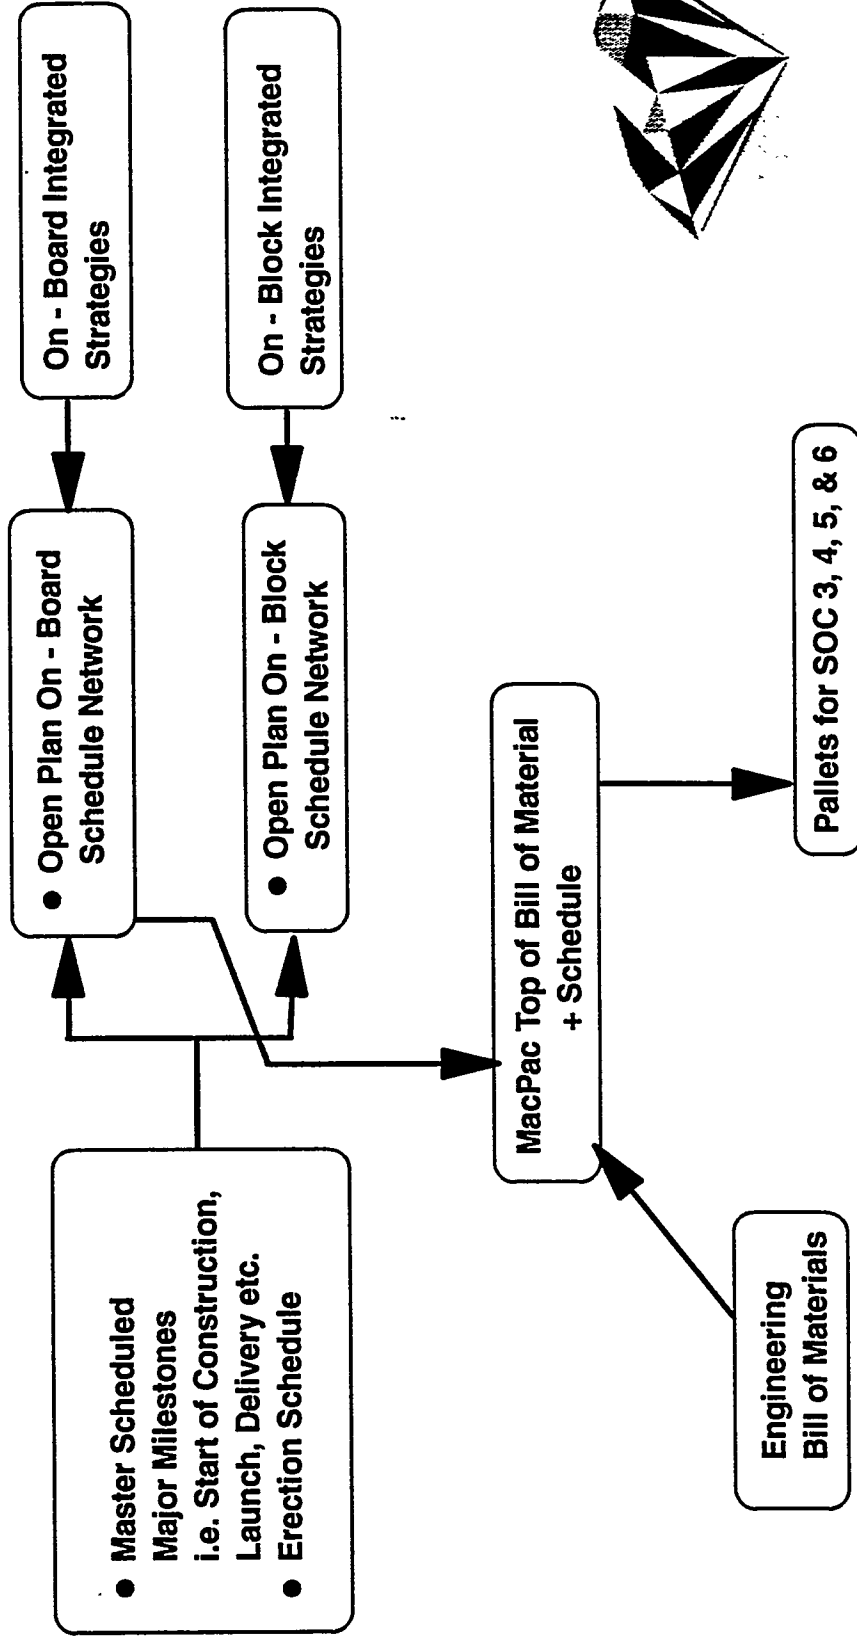 ● Master Scheduled
Major Milestones
i.e. Start of Construction,
Launch, Delivery etc.
● Erection Schedule
● Open Plan On - Board
Schedule Network
On - Board Integrated
Strategies
● Open Plan On - Block
Schedule Network
On - Block Integrated
Strategies
MacPac Top of Bill of Material
+ Schedule
Engineering
Bill of Materials
Pallets for SOC 3, 4, 5, & 6